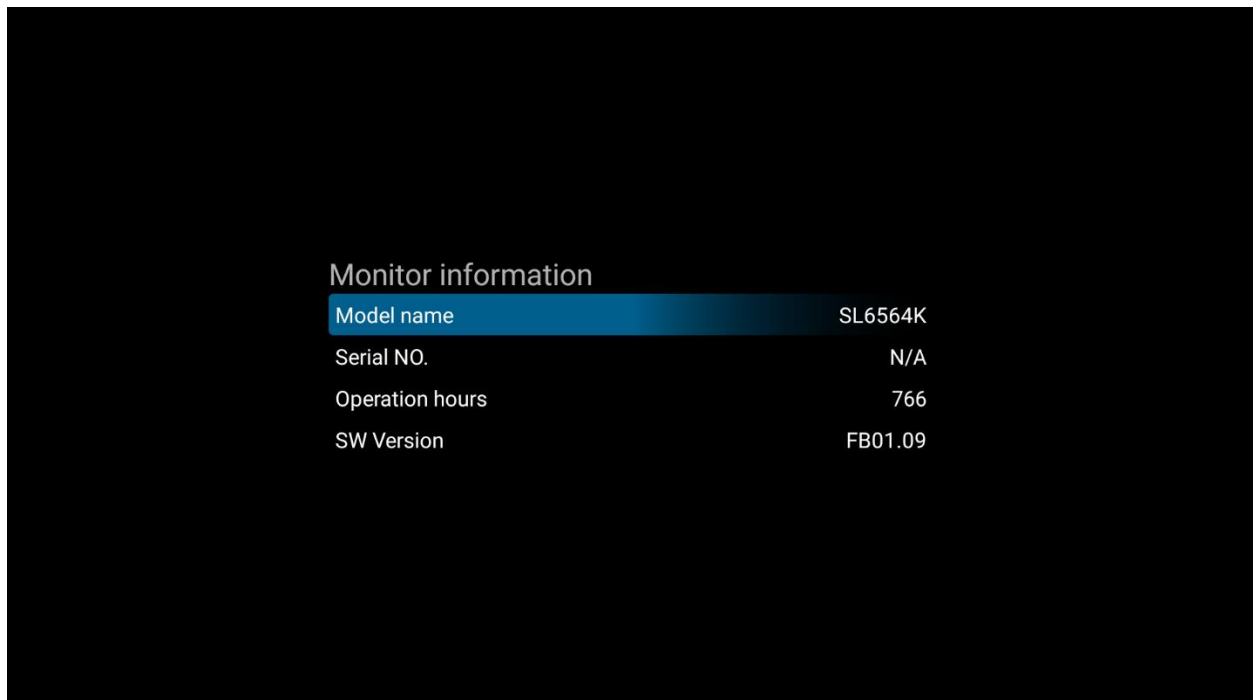 Monitor information
Model name SL6564K
Serial NO. N/A
Operation hours 766
SW Version FB01.09